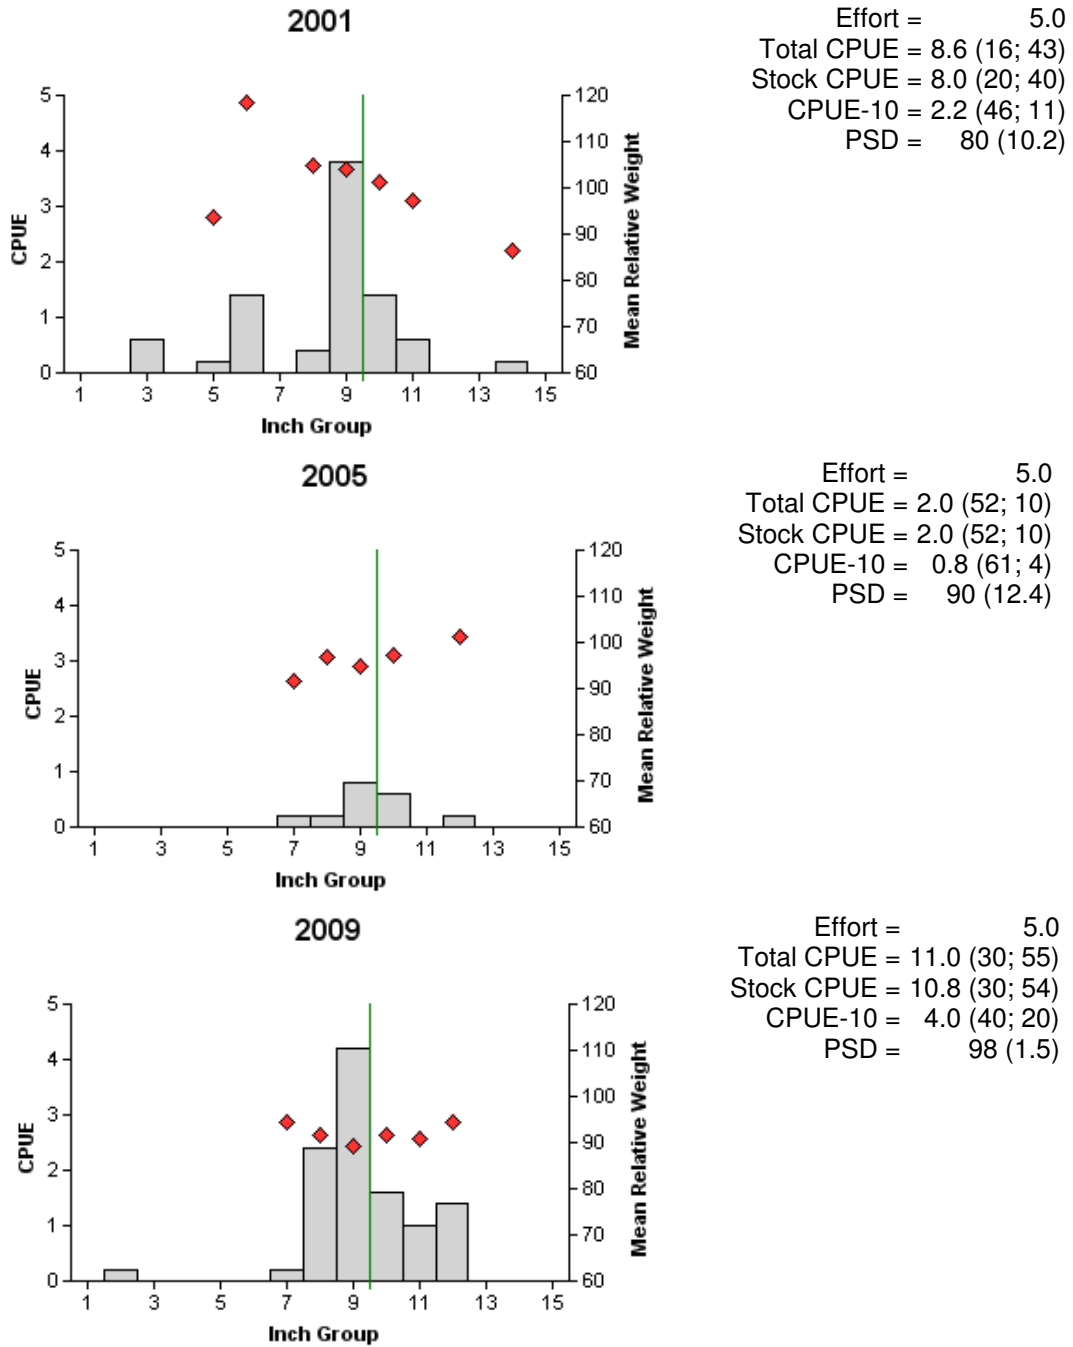 2001
Effort = 5.0
Total CPUE = 8.6 (16; 43)
Stock CPUE = 8.0 (20; 40)
CPUE-10 = 2.2 (46; 11)
PSD = 80 (10.2)
5 120
110
4
100
3
90
2
80
1
70
0 60
CPUE
Mean Relative Weight
1 3 5 7 9 11 13 15
Inch Group
2005
Effort = 5.0
Total CPUE = 2.0 (52; 10)
Stock CPUE = 2.0 (52; 10)
CPUE-10 = 0.8 (61; 4)
PSD = 90 (12.4)
5 120
110
4
100
3
90
2
80
1
70
0 60
CPUE
Mean Relative Weight
1 3 5 7 9 11 13 15
Inch Group
2009
Effort = 5.0
Total CPUE = 11.0 (30; 55)
Stock CPUE = 10.8 (30; 54)
CPUE-10 = 4.0 (40; 20)
PSD = 98 (1.5)
5 120
110
4
100
3
90
2
80
1
70
0 60
CPUE
Mean Relative Weight
1 3 5 7 9 11 13 15
Inch Group